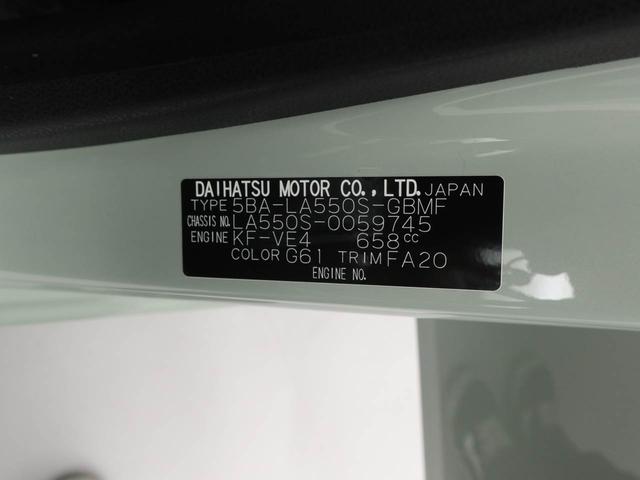 DAIHATSU MOTOR CO.,LTD. JAPAN
TYPE 5BA-LA550S-GBMF
CHASSIS NO. LA550S-0059745
ENGINE KF-VE4 658cc
COLOR G61 TRIM FA20
ENGINE NO.